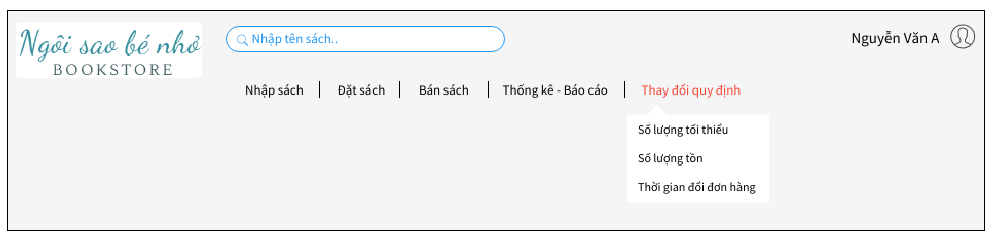 Ngôi sao bé nhỏ
BOOKSTORE
Nhập tên sách..
Nguyễn Văn A
Nhập sách
Đặt sách
Bán sách
Thống kê - Báo cáo
Thay đổi quy định
Số lượng tối thiểu
Số lượng tồn
Thời gian đổi đơn hàng